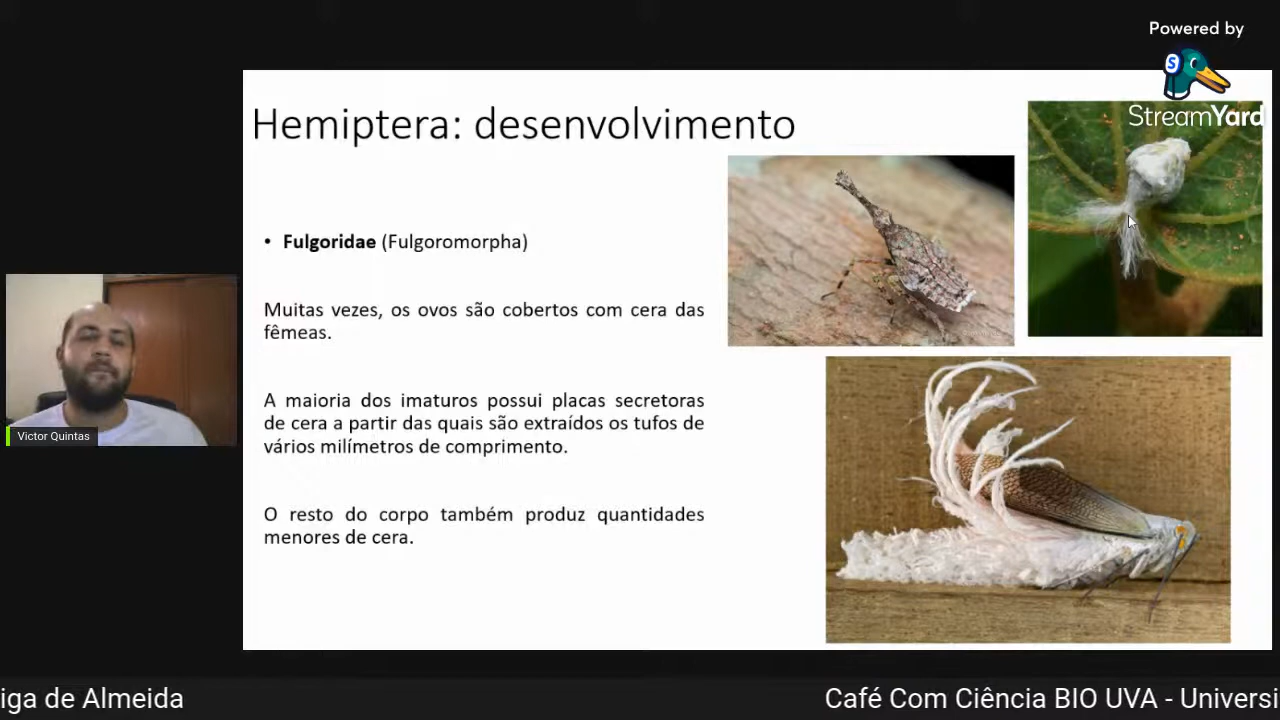 Powered by
StreamYard
Hemiptera: desenvolvimento
• Fulgoridae (Fulgoromorpha)
Muitas vezes, os ovos são cobertos com cera das
fêmeas.
A maioria dos imaturos possui placas secretoras
de cera a partir das quais são extraídos os tufos de
vários milímetros de comprimento.
O resto do corpo também produz quantidades
menores de cera.
Victor Quintas
iga de Almeida
Café Com Ciência BIO UVA - Universi